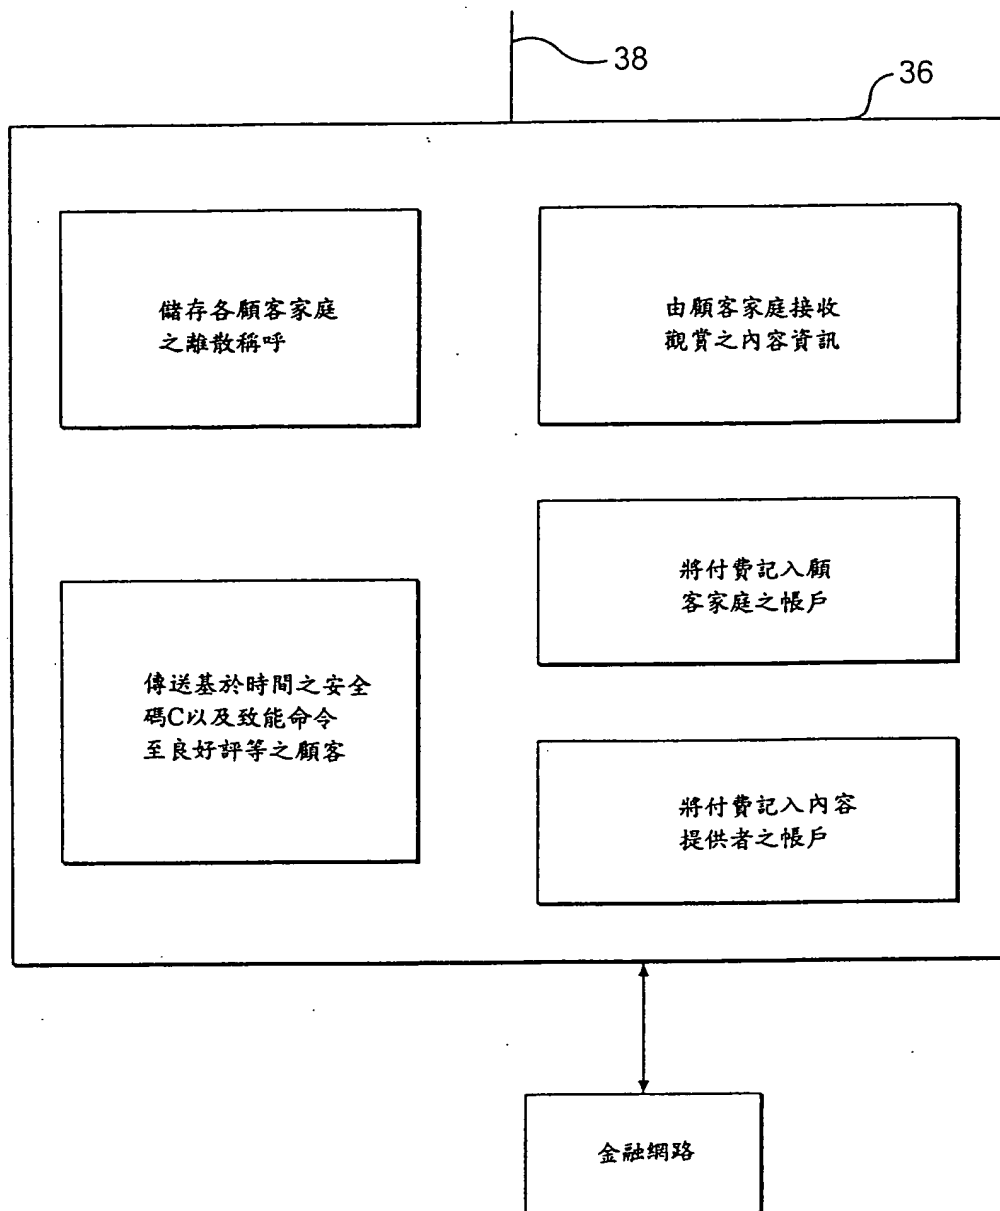 38
36
儲存各顧客家庭
之離散稱呼
由顧客家庭接收
觀賞之內容資訊
將付費記入顧
客家庭之帳戶
傳送基於時間之安全
碼C以及致能命令
至良好評等之顧客
將付費記入內容
提供者之帳戶
金融網路